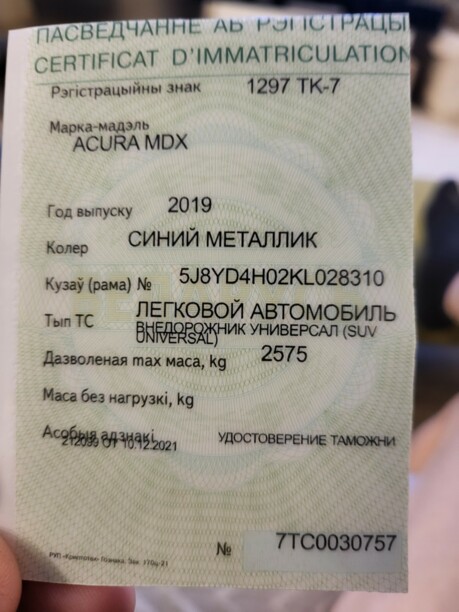 ПАСВЕДЧАННЕ АБ РЭГІСТРАЦЫ
CERTIFICAT D'IMMATRICULATION
Рэгістрацыйны знак 1297 ТК-7
Марка-мадэль
ACURA MDX
Год выпуску 2019
Колер СИНИЙ МЕТАЛЛИК
Кузаў (рама) № 5J8YD4H02KL028310
Тып ТС ЛЕГКОВОЙ АВТОМОБИЛЬ
ВНЕДОРОЖНИК УНИВЕРСАЛ (SUV
UNIVERSAL)
Дазволеная max маса, kg 2575
Маса без нагрузкі, kg
Асобыя адзнакі УДОСТОВЕРЕНИЕ ТАМОЖНИ
ОТ 10.12.2021
№ 7TC0030757